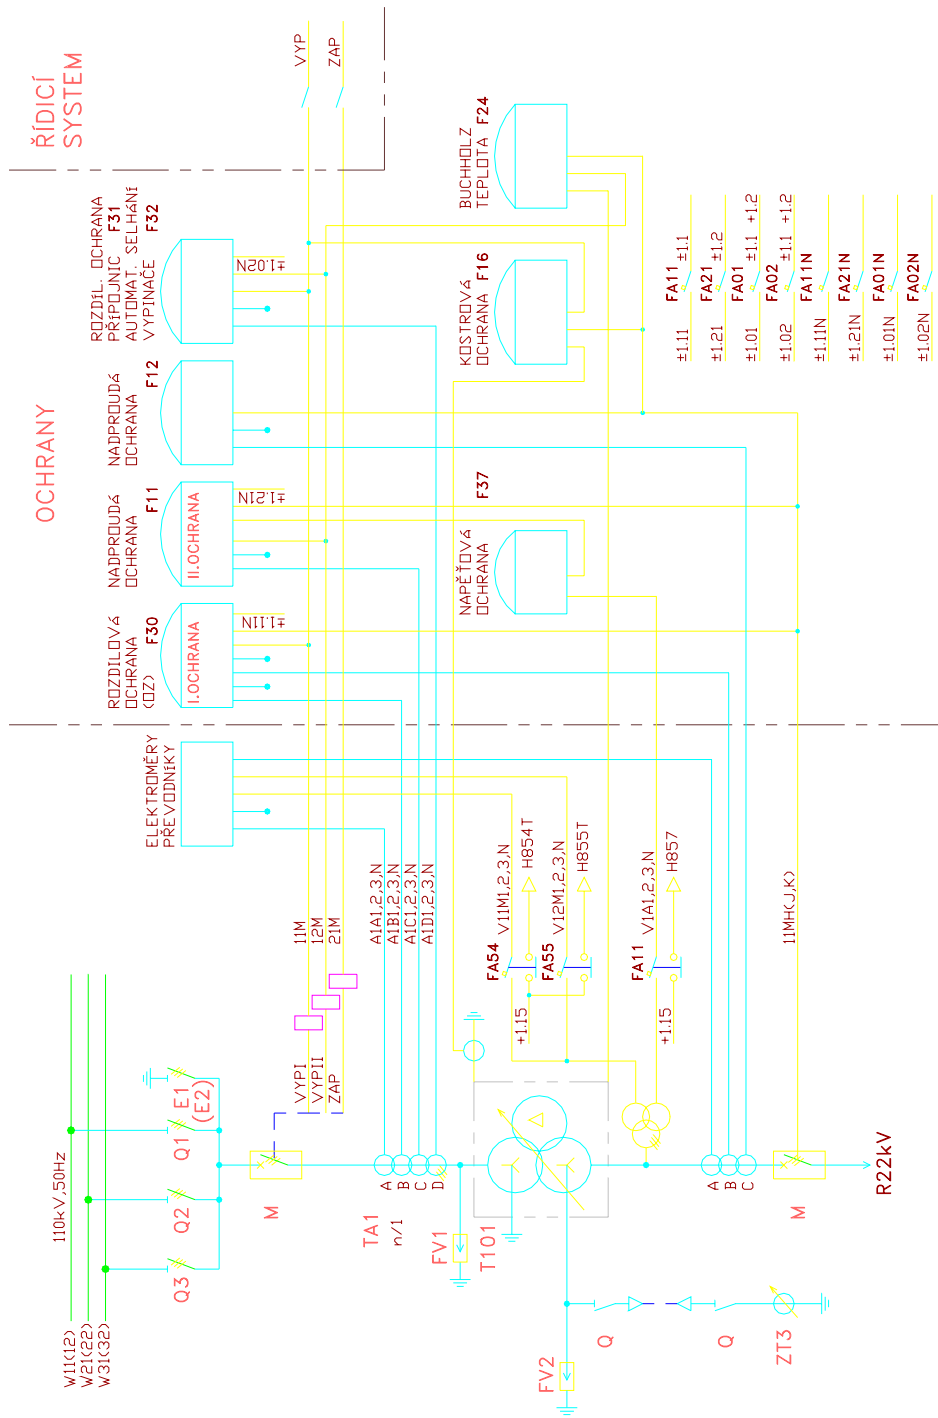 ŘÍDICÍ
SYSTEM
VYP
ZAP
OCHRANY
ROZDÍL. OCHRANA
PŘÍPOJNIC F31
AUTOMAT. SELHÁNÍ
VYPINAČE F32
±1.02N
NADPROUDÁ
OCHRANA F12
NADPROUDÁ
OCHRANA F11
II.OCHRANA
±1.21N
ROZDILOVÁ
OCHRANA
(OZ) F30
I.OCHRANA
±1.11N
BUCHHOLZ
TEPLOTA F24
KOSTROVÁ
OCHRANA F16
NAPĚŤOVÁ
OCHRANA
F37
FA11
±1.11
±1.1
FA21
±1.21
±1.2
FA01
±1.01
±1.1 +1.2
FA02
±1.02
±1.1 +1.2
FA11N
±1.11N
FA21N
±1.21N
FA01N
±1.01N
FA02N
±1.02N
ELEKTROMĚRY
PŘEVODNÍKY
11M
12M
21M
VYPI
VYPII
ZAP
A1A1,2,3,N
A1B1,2,3,N
A1C1,2,3,N
A1D1,2,3,N
V11M1,2,3,N
H854T
FA54
+1.15
V12M1,2,3,N
H855T
FA55
V1A1,2,3,N
H857
FA11
+1.15
11MH(J,K)
110kV,50Hz
W11(12)
W21(22)
W31(32)
E1
(E2)
Q1
Q2
Q3
M
TA1
n/1
A
B
C
D
FV1
T101
A
B
C
M
R22kV
FV2
Q
Q
ZT3